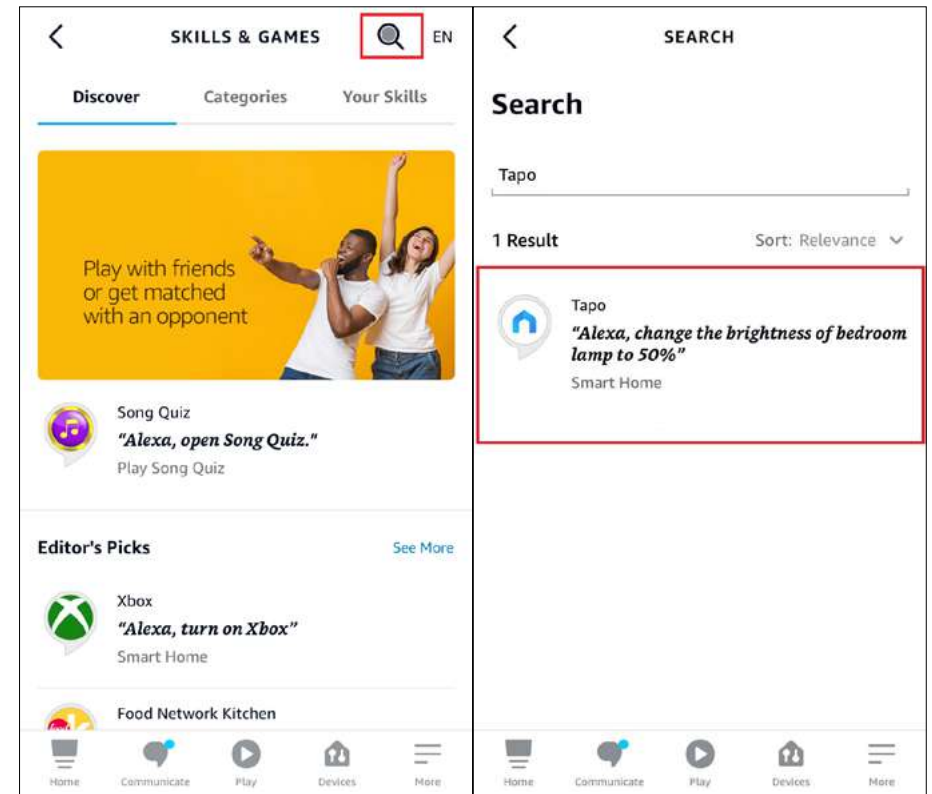 SKILLS & GAMES
EN
Discover
Categories
Your Skills
Play with friends
or get matched
with an opponent
Song Quiz
“Alexa, open Song Quiz."
Play Song Quiz
Editor's Picks
See More
Xbox
“Alexa, turn on Xbox”
Smart Home
Food Network Kitchen
food
Home
Communicate
Play
Devices
More
SEARCH
Search
Tapo
1 Result
Sort: Relevance
Tapo
“Alexa, change the brightness of bedroom
lamp to 50%”
Smart Home
Home
Communicate
Play
Devices
More